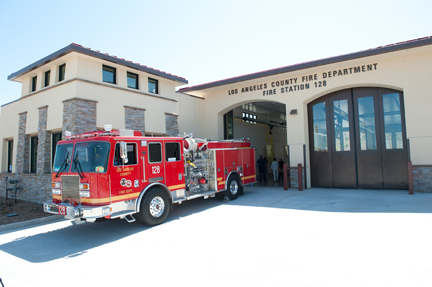 LOS ANGELES COUNTY FIRE DEPARTMENT
FIRE STATION 128
128